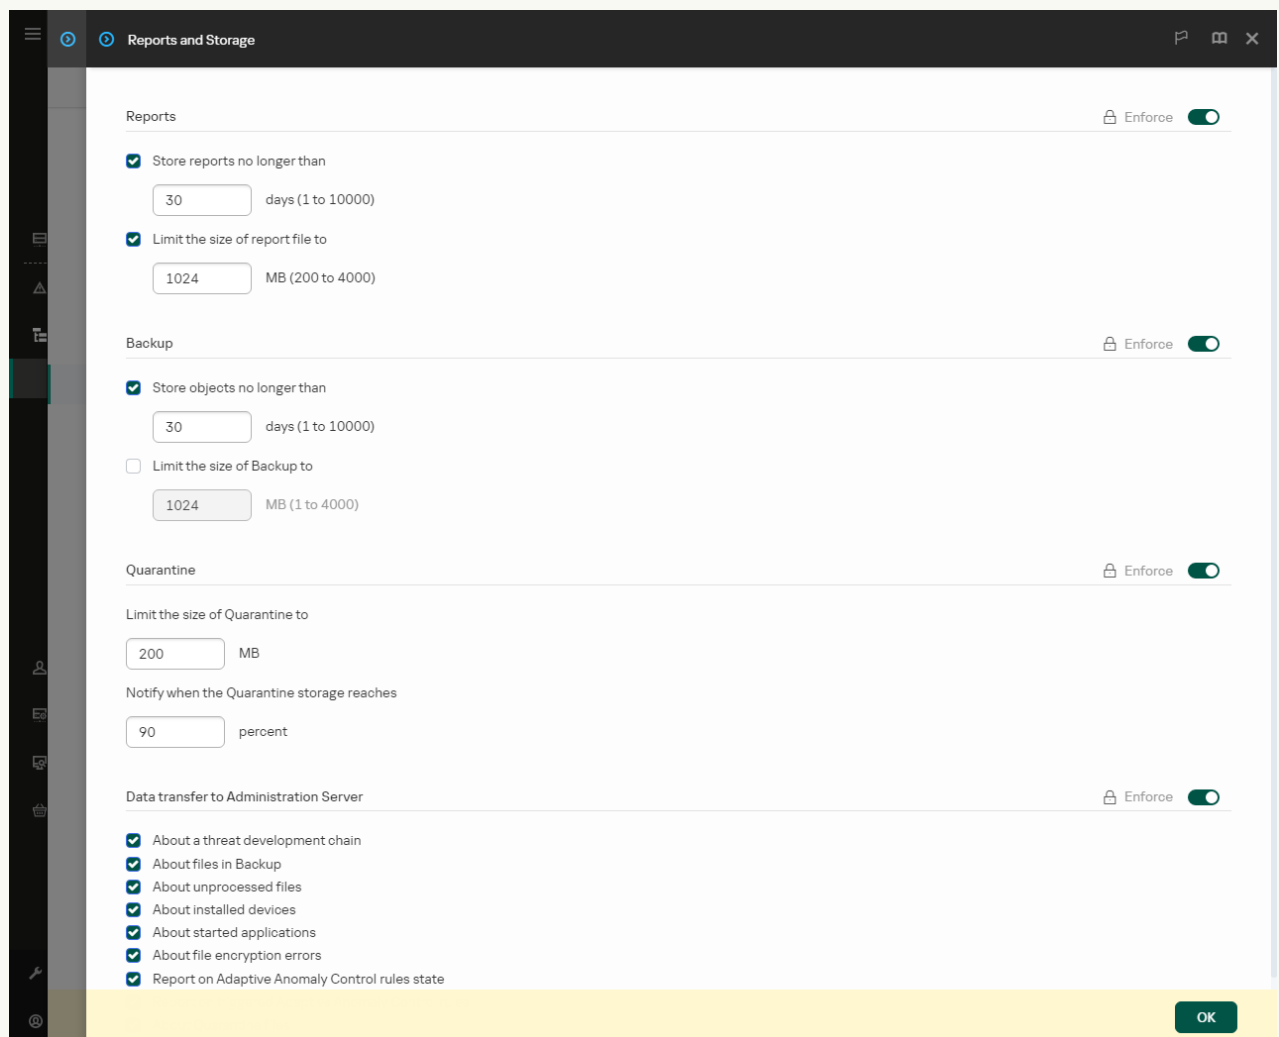 Reports and Storage
Reports
Enforce
Store reports no longer than
30 days (1 to 10000)
Limit the size of report file to
1024 MB (200 to 4000)
Backup
Enforce
Store objects no longer than
30 days (1 to 10000)
Limit the size of Backup to
1024 MB (1 to 4000)
Quarantine
Enforce
Limit the size of Quarantine to
200 MB
Notify when the Quarantine storage reaches
90 percent
Data transfer to Administration Server
Enforce
About a threat development chain
About files in Backup
About unprocessed files
About installed devices
About started applications
About file encryption errors
Report on Adaptive Anomaly Control rules state
OK